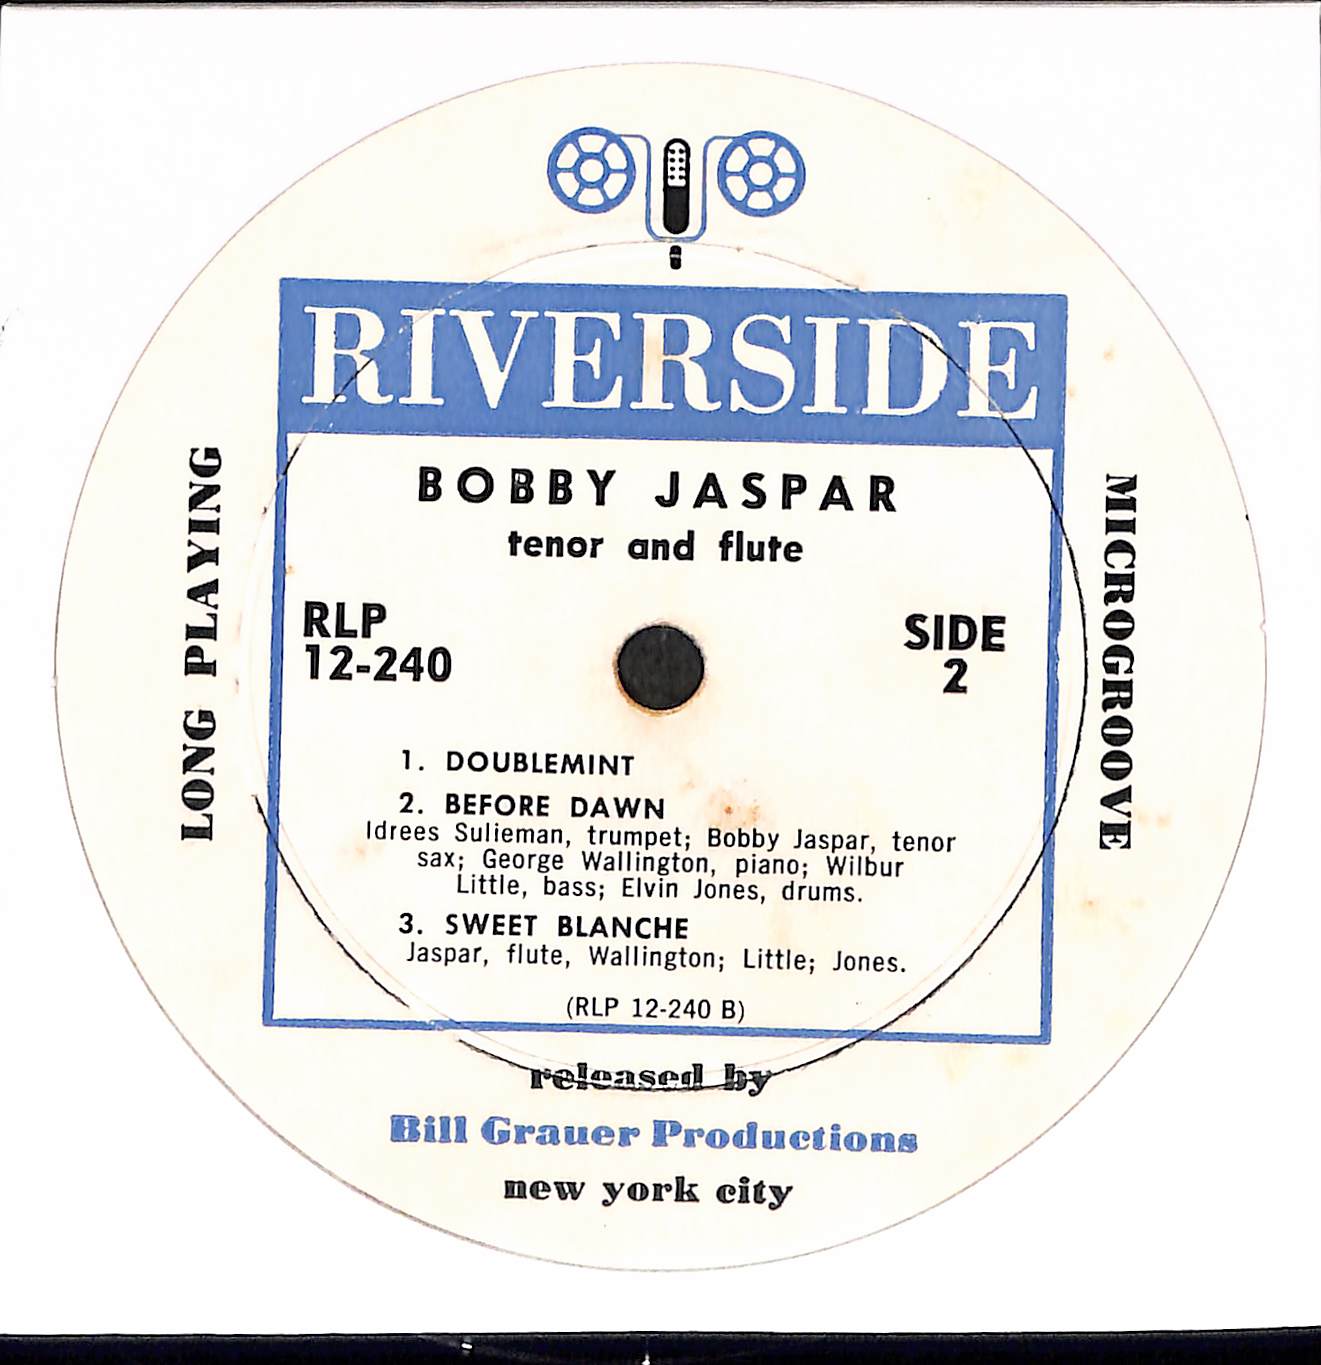 RIVERSIDE
BOBBY JASPAR
tenor and flute
RLP
12-240
SIDE
2
LONG PLAYING
MICROGROOVE
1. DOUBLEMINT
2. BEFORE DAWN
Idrees Sulieman, trumpet; Bobby Jaspar, tenor
sax; George Wallington, piano; Wilbur
Little, bass; Elvin Jones, drums.
3. SWEET BLANCHE
Jaspar, flute, Wallington; Little; Jones.
(RLP 12-240 B)
released by
Bill Grauer Productions
new york city